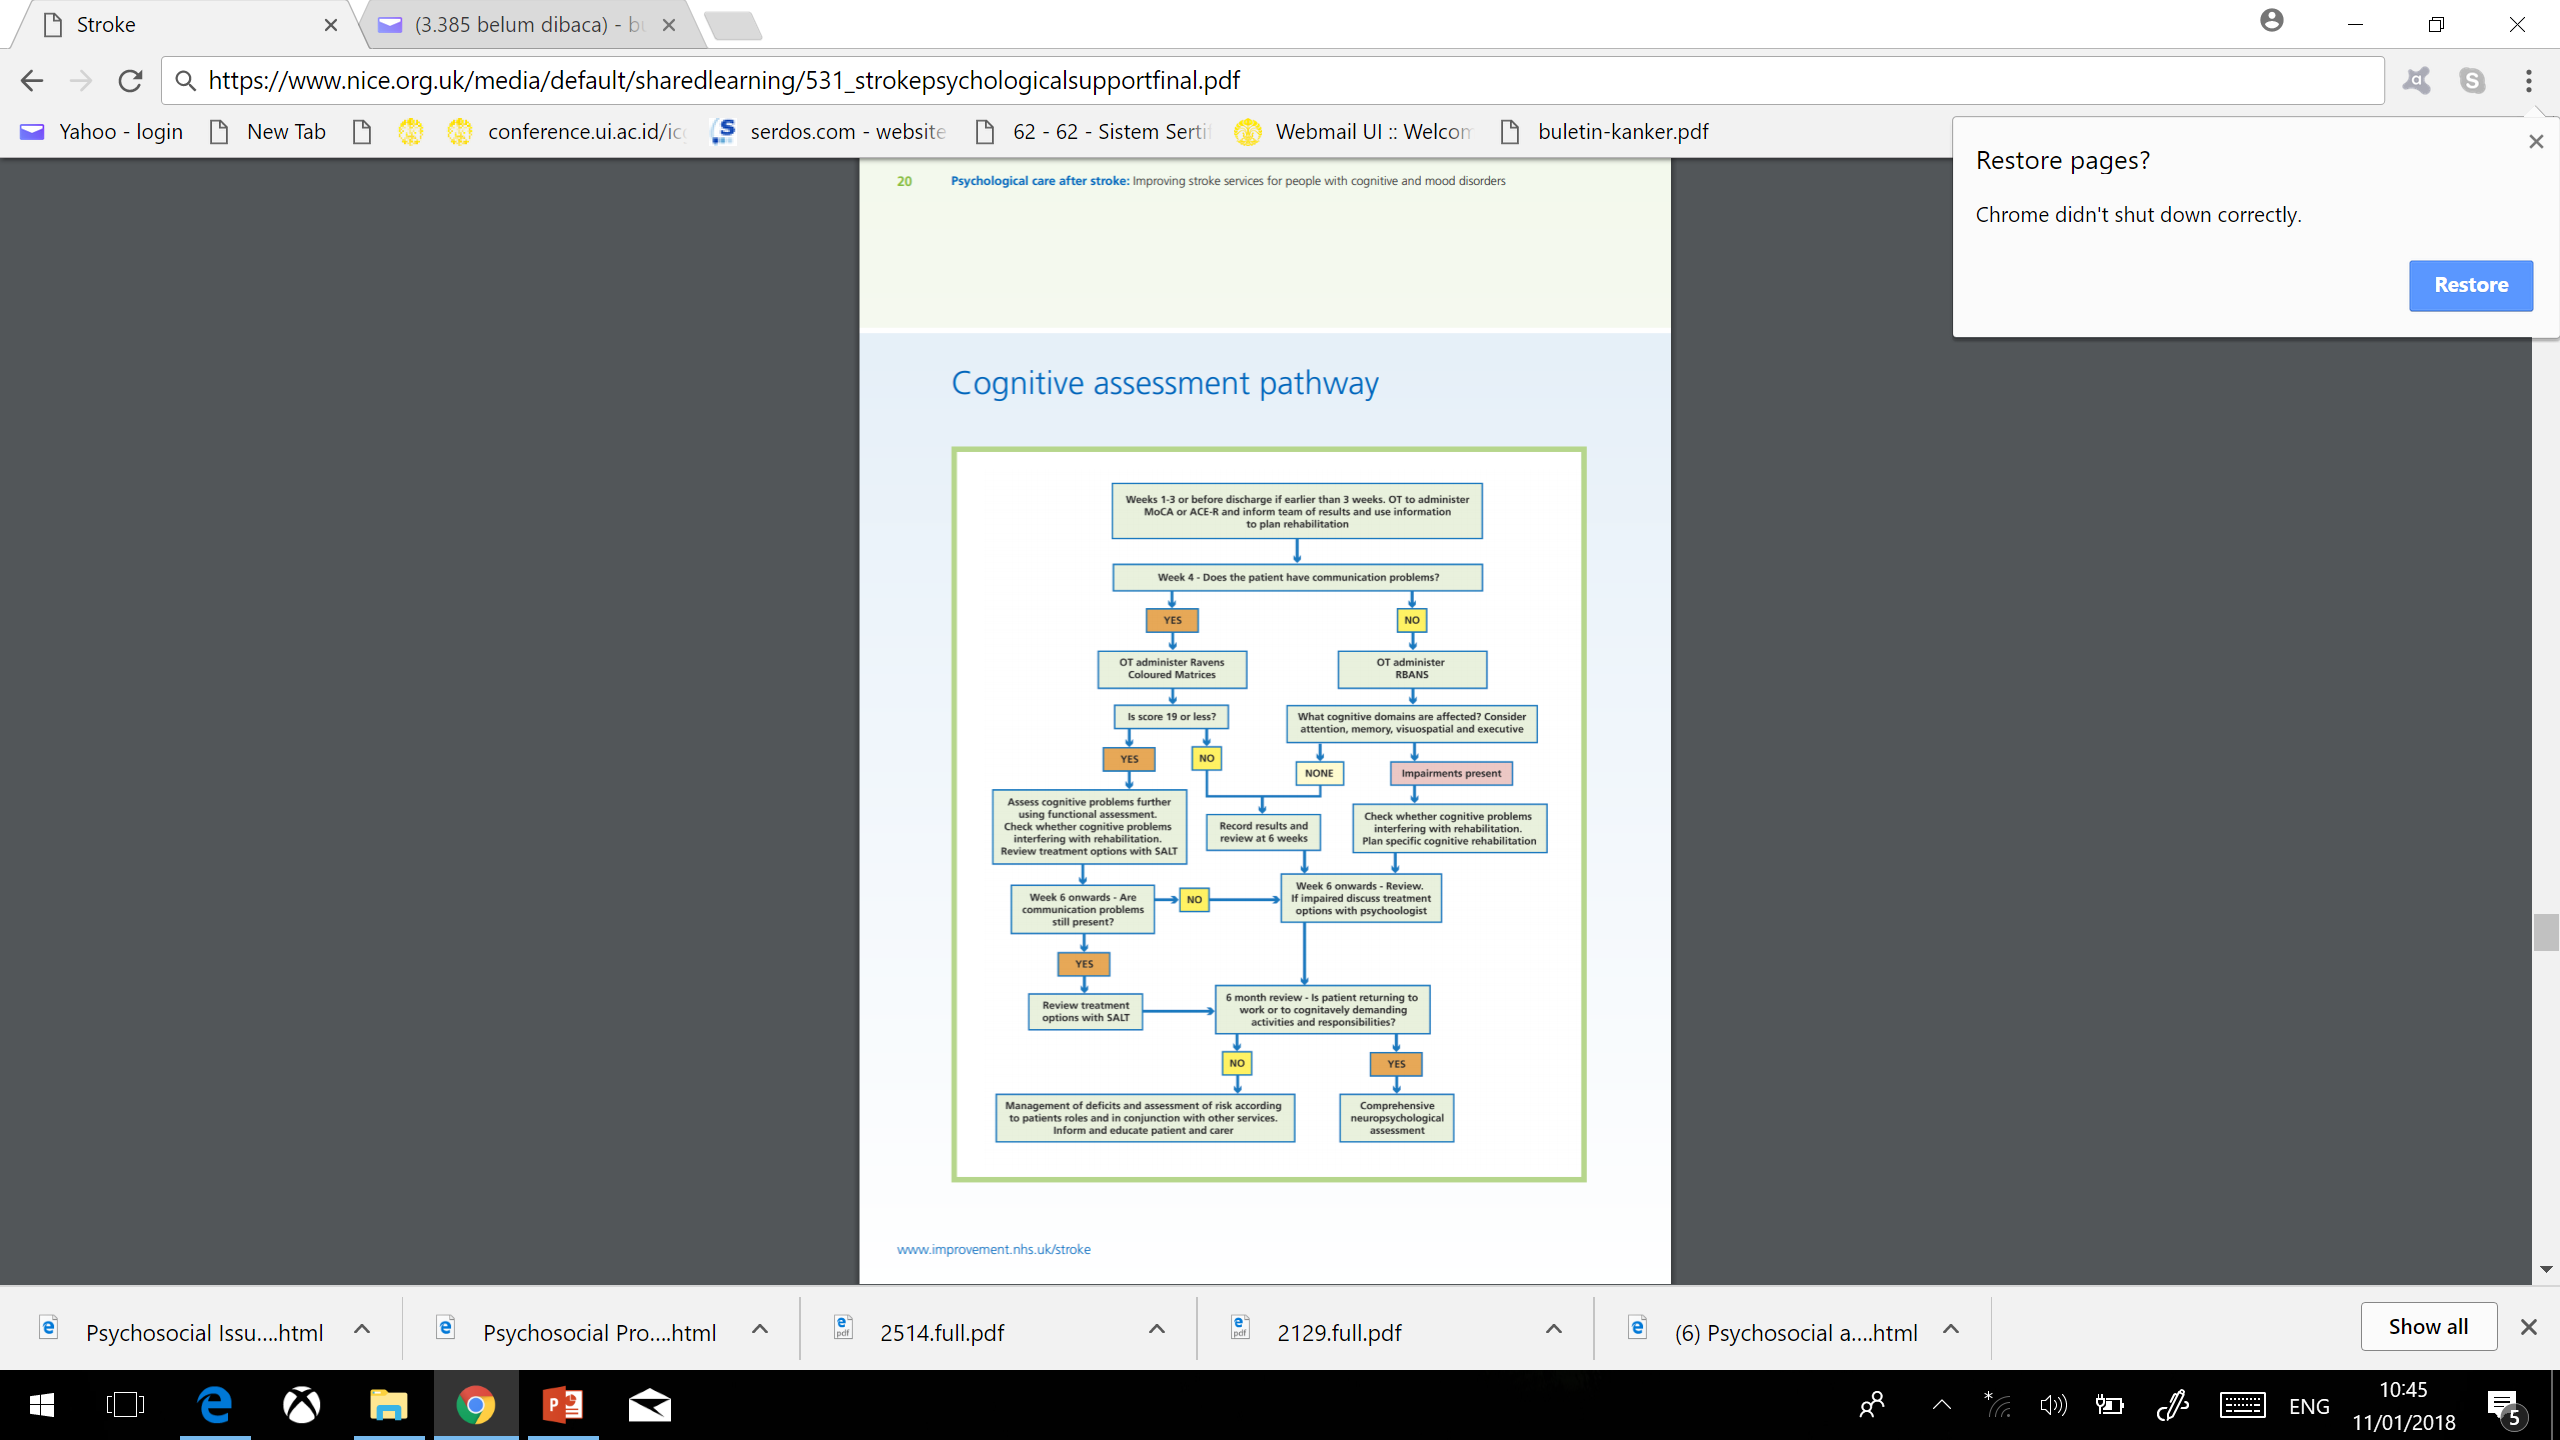 Stroke
(3.385 belum dibaca) - b
https://www.nice.org.uk/media/default/sharedlearning/531_strokepsychologicalsupportfinal.pdf
Yahoo - login
New Tab
conference.ui.ac.id/ic
serdos.com - website
62 - 62 - Sistem Serti
Webmail UI :: Welcom
buletin-kanker.pdf
Restore pages?
Chrome didn't shut down correctly.
Restore
20 Psychological care after stroke: Improving stroke services for people with cognitive and mood disorders
Cognitive assessment pathway
Weeks 1-3 or before discharge if earlier than 3 weeks. OT to administer
MoCA or ACE-R and inform team of results and use information
to plan rehabilitation
Week 4 - Does the patient have communication problems?
YES
NO
OT administer Ravens
Coloured Matrices
OT administer
RBANS
Is score 19 or less?
What cognitive domains are affected? Consider
attention, memory, visuospatial and executive
YES
NO
NONE
Impairments present
Assess cognitive problems further
using functional assessment.
Check whether cognitive problems
interfering with rehabilitation.
Review treatment options with SALT
Record results and
review at 6 weeks
Check whether cognitive problems
interfering with rehabilitation.
Plan specific cognitive rehabilitation
Week 6 onwards - Are
communication problems
still present?
NO
Week 6 onwards - Review.
If impaired discuss treatment
options with psychoologist
YES
Review treatment
options with SALT
6 month review - Is patient returning to
work or to cognitavely demanding
activities and responsibilities?
NO
YES
Management of deficits and assessment of risk according
to patients roles and in conjunction with other services.
Inform and educate patient and carer
Comprehensive
neuropsychological
assessment
www.improvement.nhs.uk/stroke
Psychosocial Issu....html
Psychosocial Pro....html
2514.full.pdf
2129.full.pdf
(6) Psychosocial a....html
Show all
ENG
10:45
11/01/2018
5